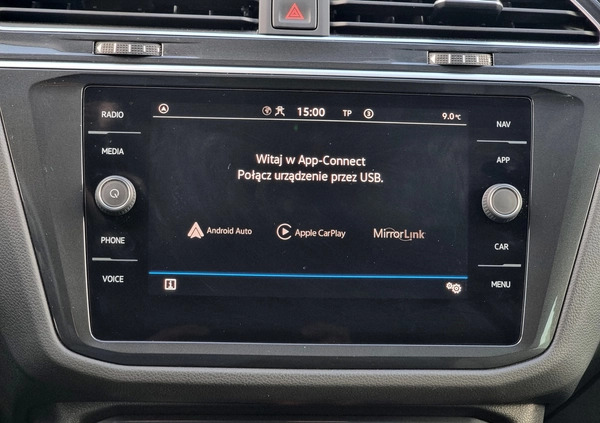 RADIO
MEDIA
PHONE
VOICE
15:00 TP 3 9.0°C
Witaj w App-Connect
Połącz urządzenie przez USB.
Android Auto Apple CarPlay MirrorLink
NAV
APP
CAR
MENU